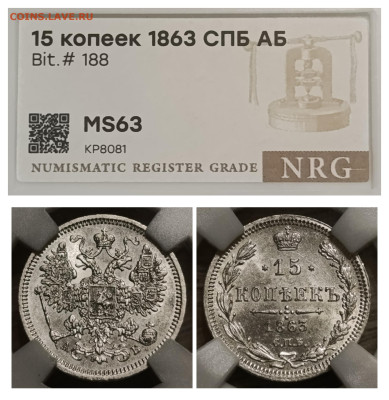 coins.lave.ru
15 копеек 1863 СПБ АБ
Bit.# 188
MS63
KP8081
NUMISMATIC REGISTER GRADE
NRG
15
КОПѢЕКЪ
1863
С.П.Б.